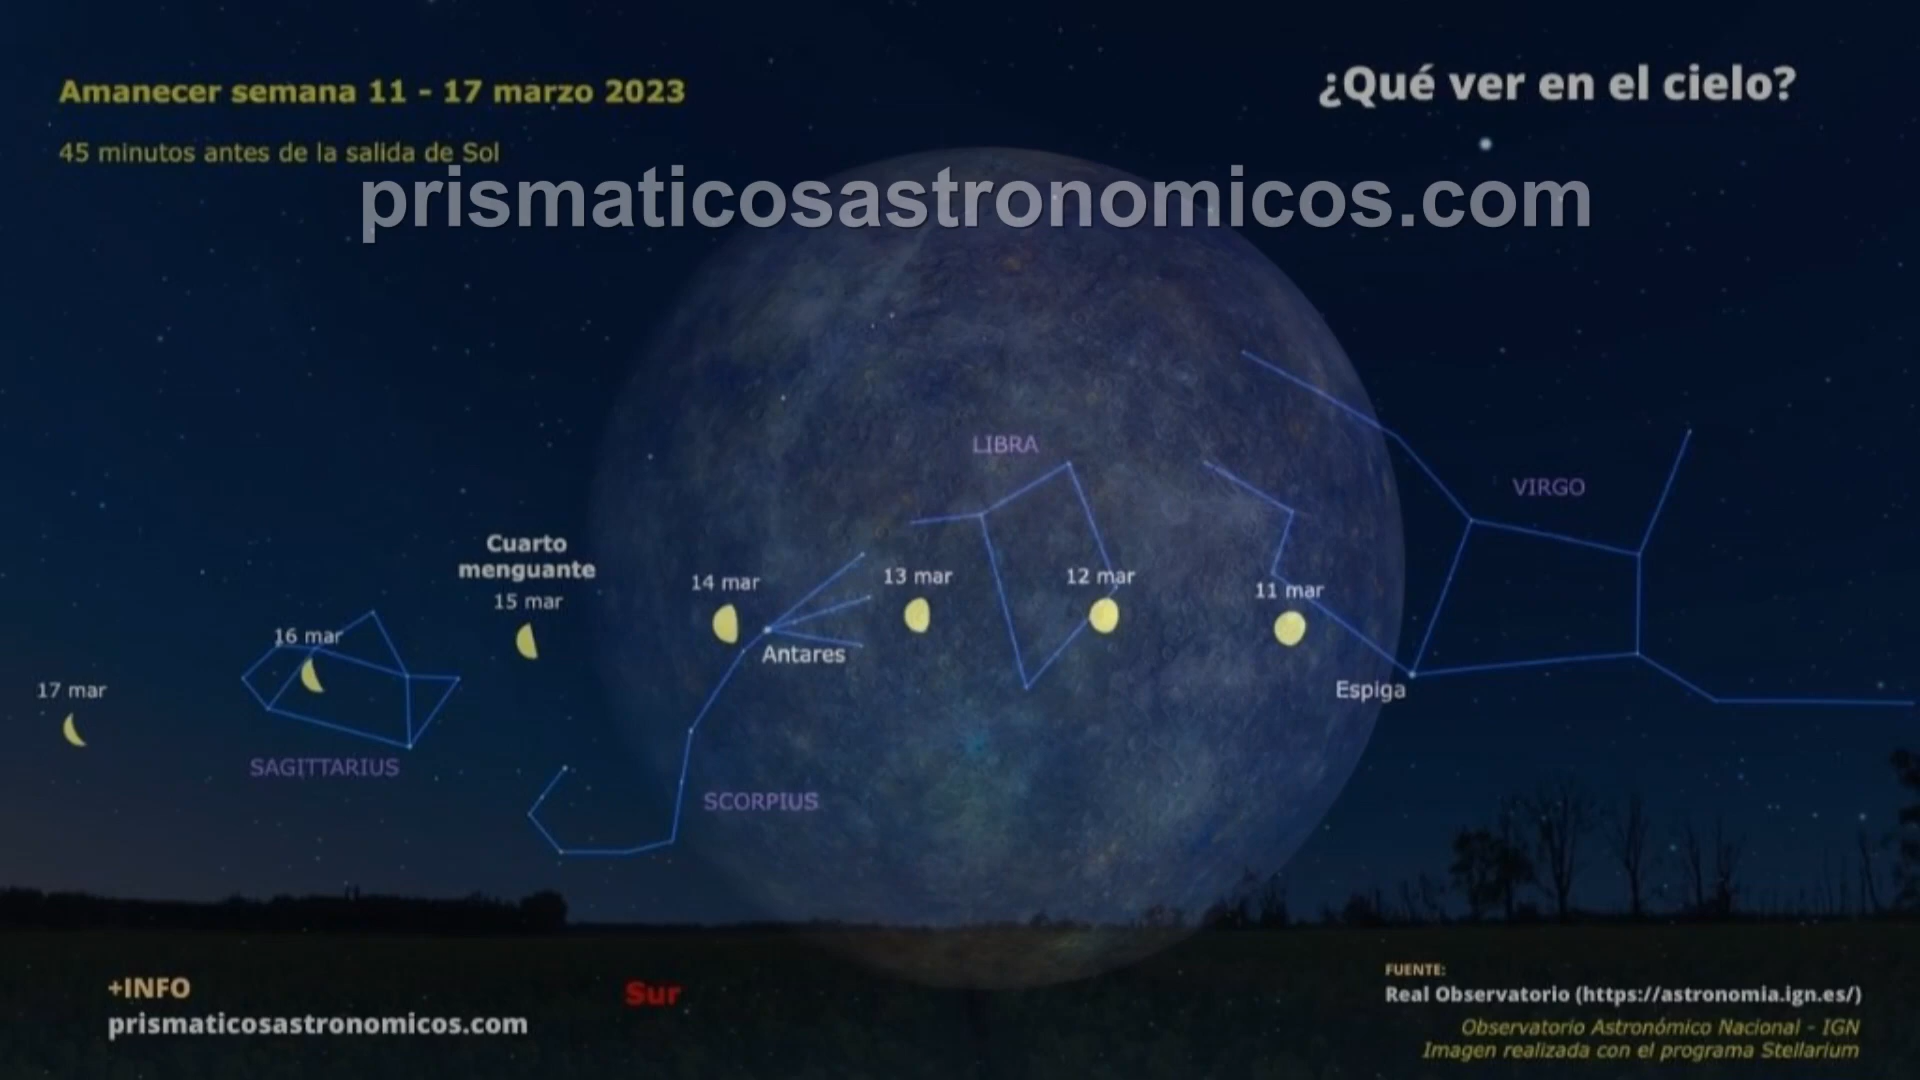 Amanecer semana 11 - 17 marzo 2023
¿Qué ver en el cielo?
45 minutos antes de la salida de Sol
prismaticosastronomicos.com
LIBRA
VIRGO
Cuarto
menguante
15 mar
14 mar
13 mar
12 mar
11 mar
16 mar
Antares
17 mar
Espiga
SAGITTARIUS
SCORPIUS
+INFO
prismaticosastronomicos.com
Sur
FUENTE:
Real Observatorio (https://astronomia.ign.es/)
Observatorio Astronómico Nacional - IGN
Imagen realizada con el programa Stellarium